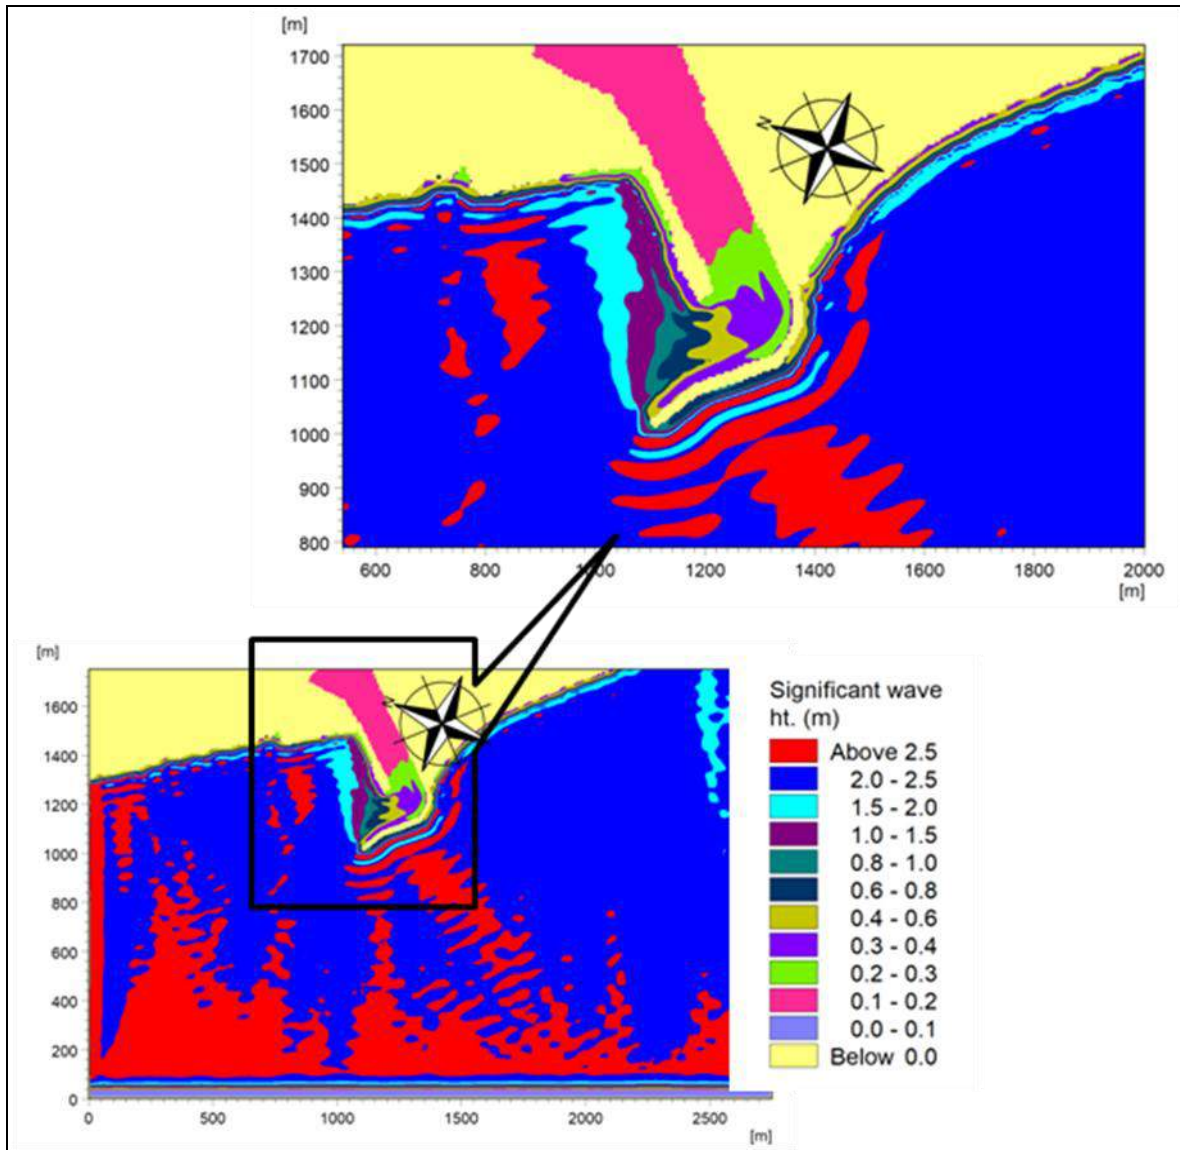 [m]
1700
1600
1500
1400
1300
1200
1100
1000
900
800
N
600 800 1000 1200 1400 1600 1800 2000
[m]
[m]
1600
1400
1200
1000
800
600
400
200
0
N
0 500 1000 1500 2000 2500
[m]
Significant wave
ht. (m)
Above 2.5
2.0 - 2.5
1.5 - 2.0
1.0 - 1.5
0.8 - 1.0
0.6 - 0.8
0.4 - 0.6
0.3 - 0.4
0.2 - 0.3
0.1 - 0.2
0.0 - 0.1
Below 0.0